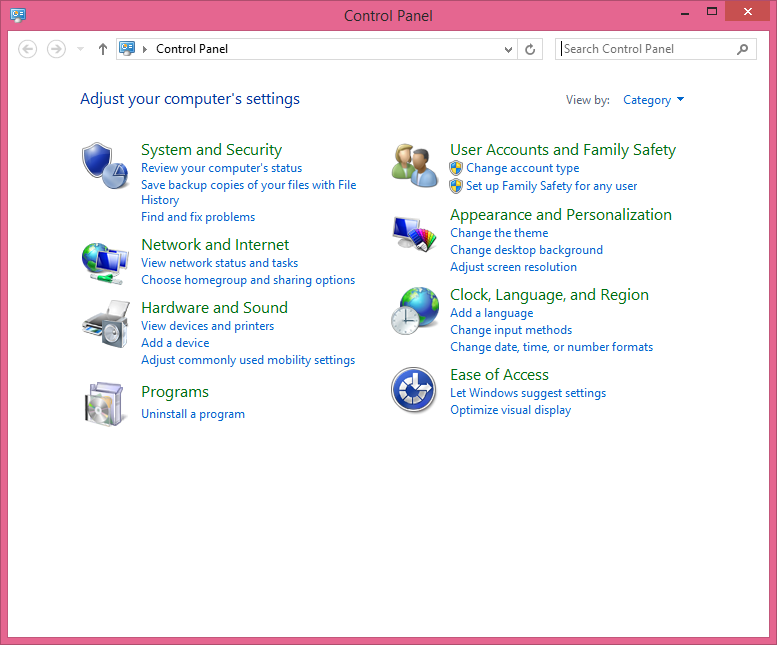 Control Panel
Control Panel
Search Control Panel
Adjust your computer's settings
View by:
Category
System and Security
Review your computer's status
Save backup copies of your files with File
History
Find and fix problems
Network and Internet
View network status and tasks
Choose homegroup and sharing options
Hardware and Sound
View devices and printers
Add a device
Adjust commonly used mobility settings
Programs
Uninstall a program
User Accounts and Family Safety
Change account type
Set up Family Safety for any user
Appearance and Personalization
Change the theme
Change desktop background
Adjust screen resolution
Clock, Language, and Region
Add a language
Change input methods
Change date, time, or number formats
Ease of Access
Let Windows suggest settings
Optimize visual display